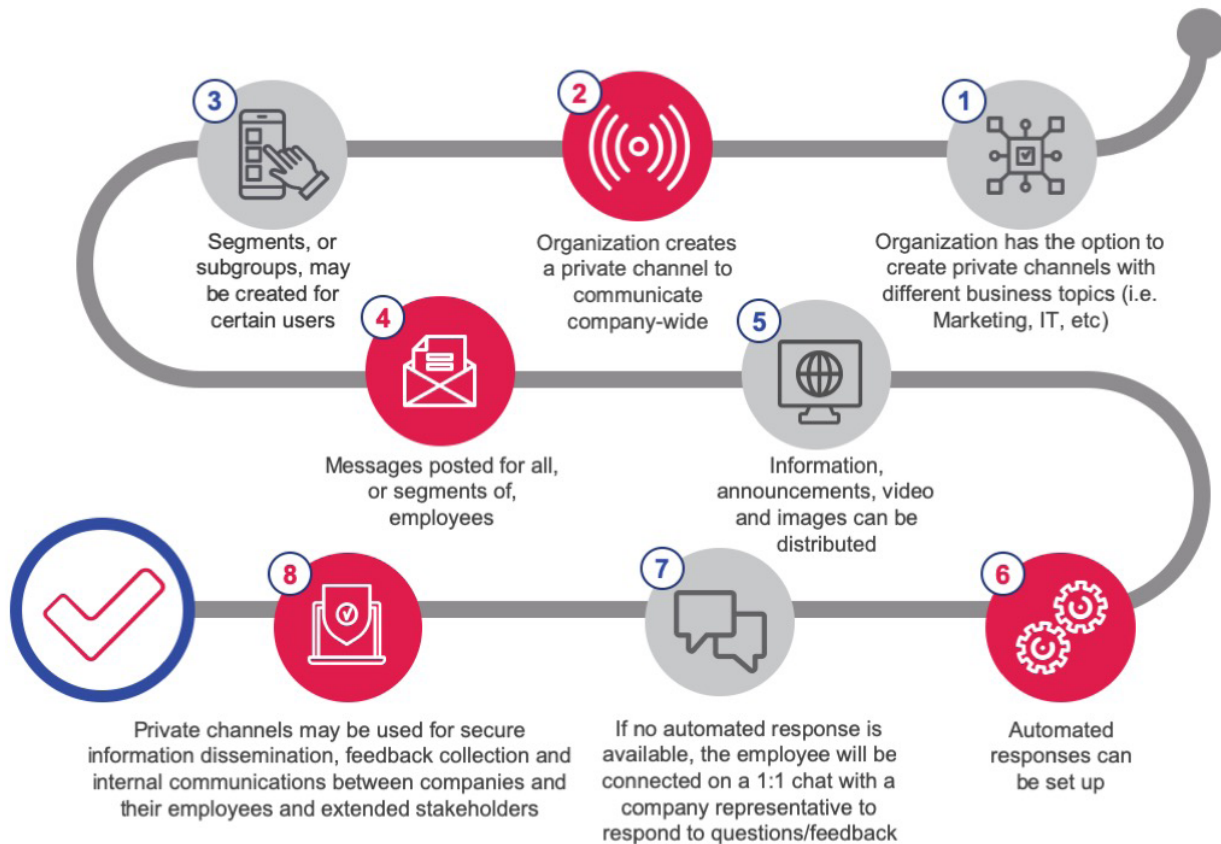 1
Organization has the option to
create private channels with
different business topics (i.e.
Marketing, IT, etc)
2
Organization creates
a private channel to
communicate
company-wide
3
Segments, or
subgroups, may
be created for
certain users
4
Messages posted for all,
or segments of,
employees
5
Information,
announcements, video
and images can be
distributed
6
Automated
responses can
be set up
7
If no automated response is
available, the employee will be
connected on a 1:1 chat with a
company representative to
respond to questions/feedback
8
Private channels may be used for secure
information dissemination, feedback collection and
internal communications between companies and
their employees and extended stakeholders